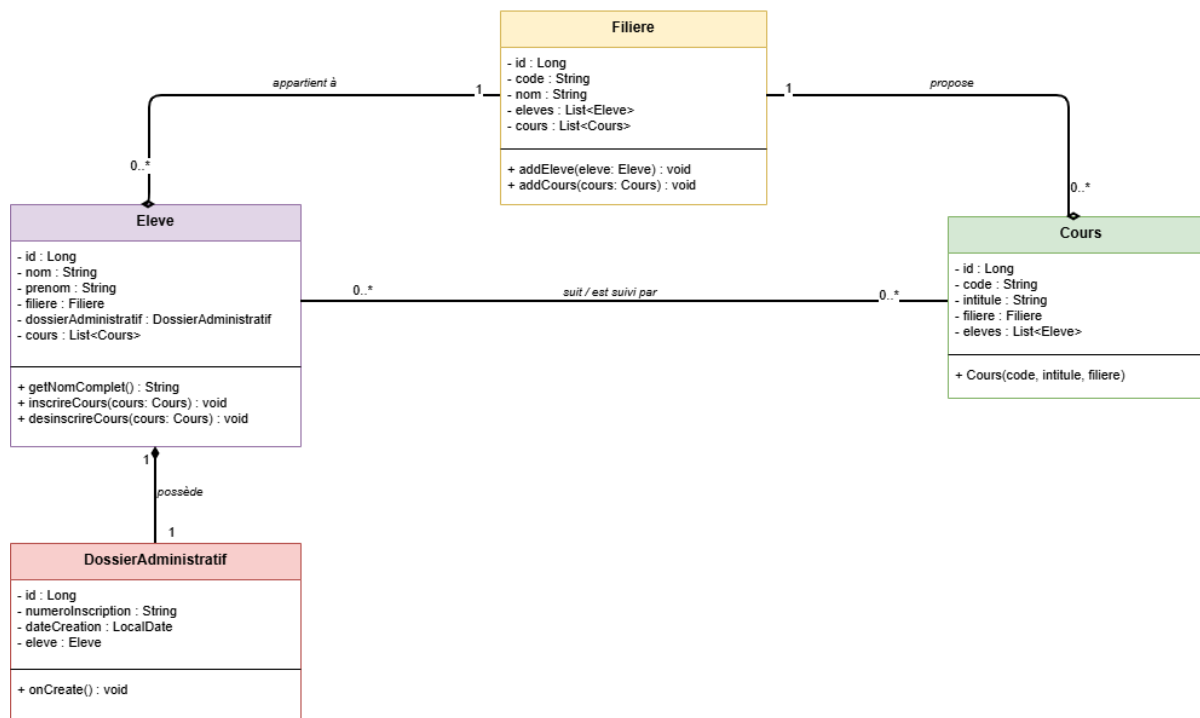 Filiere
- id : Long
- code : String
- nom : String
- eleves : List<Eleve>
- cours : List<Cours>
+ addEleve(eleve: Eleve) : void
+ addCours(cours: Cours) : void
appartient à
1
0..*
1
propose
0..*
Eleve
- id : Long
- nom : String
- prenom : String
- filiere : Filiere
- dossierAdministratif : DossierAdministratif
- cours : List<Cours>
+ getNomComplet() : String
+ inscrireCours(cours: Cours) : void
+ desinscrireCours(cours: Cours) : void
0..*
suit / est suivi par
0..*
Cours
- id : Long
- code : String
- intitule : String
- filiere : Filiere
- eleves : List<Eleve>
+ Cours(code, intitule, filiere)
1
possède
1
DossierAdministratif
- id : Long
- numeroInscription : String
- dateCreation : LocalDate
- eleve : Eleve
+ onCreate() : void